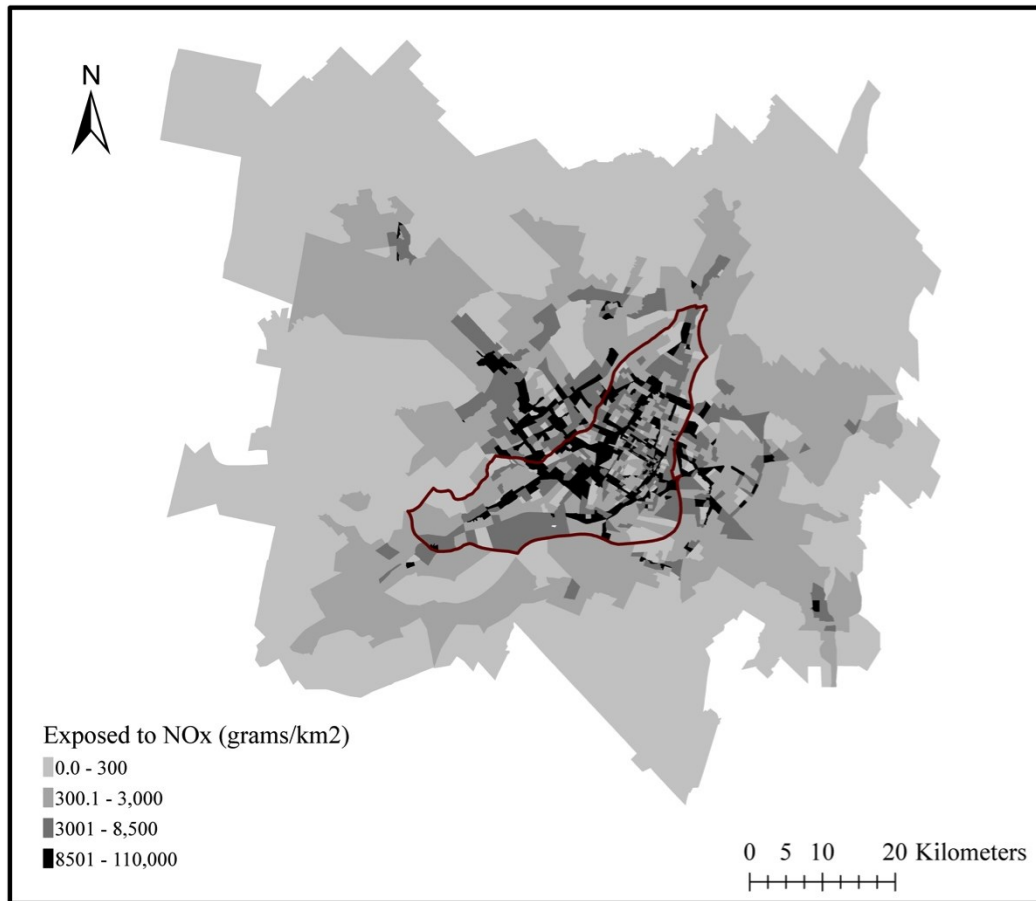 N
Exposed to NOx (grams/km2)
0.0 - 300
300.1 - 3,000
3001 - 8,500
8501 - 110,000
0 5 10 20 Kilometers